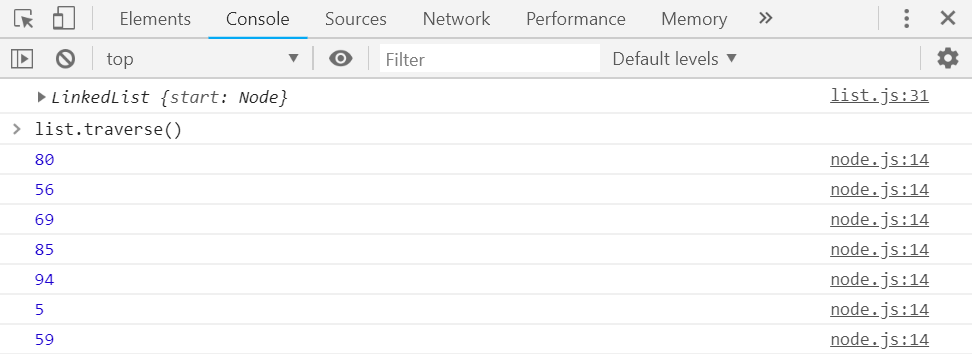 Elements Console Sources Network Performance Memory »
top ▼ Filter Default levels ▼
▶ LinkedList {start: Node} list.js:31
> list.traverse()
80 node.js:14
56 node.js:14
69 node.js:14
85 node.js:14
94 node.js:14
5 node.js:14
59 node.js:14